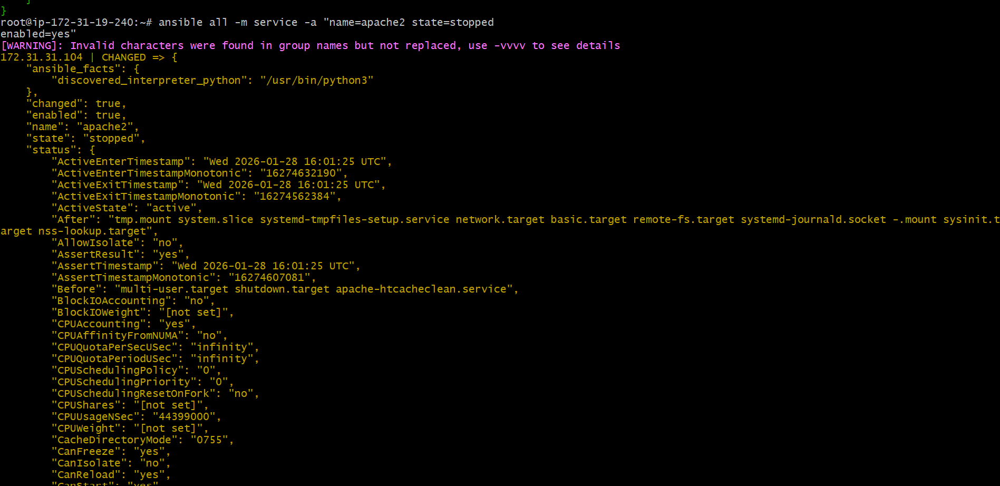 }
}
root@ip-172-31-19-240:~# ansible all -m service -a "name=apache2 state=stopped
enabled=yes"
[WARNING]: Invalid characters were found in group names but not replaced, use -vvvv to see details
172.31.31.104 | CHANGED => {
    "ansible_facts": {
        "discovered_interpreter_python": "/usr/bin/python3"
    },
    "changed": true,
    "enabled": true,
    "name": "apache2",
    "state": "stopped",
    "status": {
        "ActiveEnterTimestamp": "Wed 2026-01-28 16:01:25 UTC",
        "ActiveEnterTimestampMonotonic": "16274632190",
        "ActiveExitTimestamp": "Wed 2026-01-28 16:01:25 UTC",
        "ActiveExitTimestampMonotonic": "16274562384",
        "ActiveState": "active",
        "After": "tmp.mount system.slice systemd-tmpfiles-setup.service network.target basic.target remote-fs.target systemd-journald.socket -.mount sysinit.t
arget nss-lookup.target",
        "AllowIsolate": "no",
        "AssertResult": "yes",
        "AssertTimestamp": "Wed 2026-01-28 16:01:25 UTC",
        "AssertTimestampMonotonic": "16274607081",
        "Before": "multi-user.target shutdown.target apache-htcacheclean.service",
        "BlockIOAccounting": "no",
        "BlockIOWeight": "[not set]",
        "CPUAccounting": "yes",
        "CPUAffinityFromNUMA": "no",
        "CPUQuotaPerSecUSec": "infinity",
        "CPUQuotaPeriodUSec": "infinity",
        "CPUSchedulingPolicy": "0",
        "CPUSchedulingPriority": "0",
        "CPUSchedulingResetOnFork": "no",
        "CPUShares": "[not set]",
        "CPUUsageNSec": "44399000",
        "CPUWeight": "[not set]",
        "CacheDirectoryMode": "0755",
        "CanFreeze": "yes",
        "CanIsolate": "no",
        "CanReload": "yes",
        "CanStart": "yes"